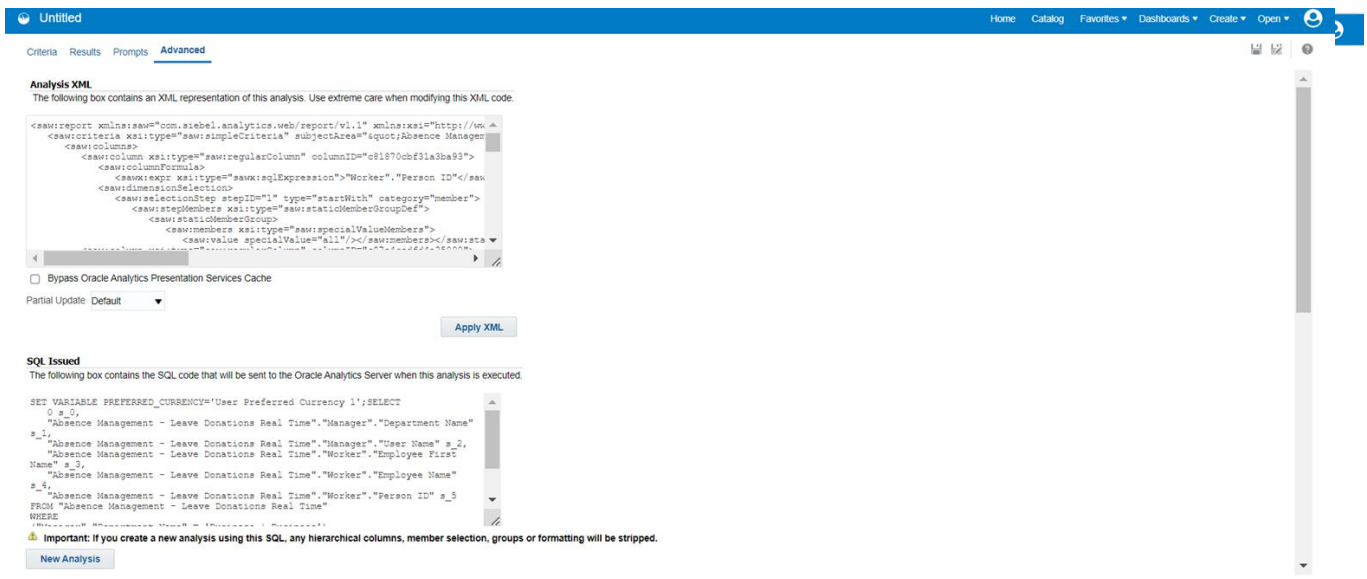 Untitled
Home Catalog Favorites Dashboards Create Open
Criteria Results Prompts Advanced
Analysis XML
The following box contains an XML representation of this analysis. Use extreme care when modifying this XML code.
<saw:report xmlns:saw="com.siebel.analytics.web/report/v1.1" xmlns:xsi="http://ww
<saw:criteria xsi:type="saw:simpleCriteria" subjectArea="&quot;Absence Managem
<saw:columns>
<saw:column xsi:type="saw:regularColumn" columnID="c81870cbf31a3ba93">
<saw:columnFormula>
<sawx:expr xsi:type="sawx:sqlExpression">"Worker"."Person ID"</saw
<saw:dimensionSelection>
<saw:selectionStep stepID="1" type="startWith" category="member">
<saw:stepMembers xsi:type="saw:staticMemberGroupDef">
<saw:staticMemberGroup>
<saw:members xsi:type="saw:specialValueMembers">
<saw:value specialValue="all"/></saw:members></saw:sta
Bypass Oracle Analytics Presentation Services Cache
Partial Update Default
Apply XML
SQL Issued
The following box contains the SQL code that will be sent to the Oracle Analytics Server when this analysis is executed.
SET VARIABLE PREFERRED_CURRENCY='User Preferred Currency 1';SELECT
0 s_0,
"Absence Management - Leave Donations Real Time"."Manager"."Department Name"
s_1,
"Absence Management - Leave Donations Real Time"."Manager"."User Name" s_2,
"Absence Management - Leave Donations Real Time"."Worker"."Employee First
Name" s_3,
"Absence Management - Leave Donations Real Time"."Worker"."Employee Name"
s_4,
"Absence Management - Leave Donations Real Time"."Worker"."Person ID" s_5
FROM "Absence Management - Leave Donations Real Time"
WHERE
Important: If you create a new analysis using this SQL, any hierarchical columns, member selection, groups or formatting will be stripped.
New Analysis